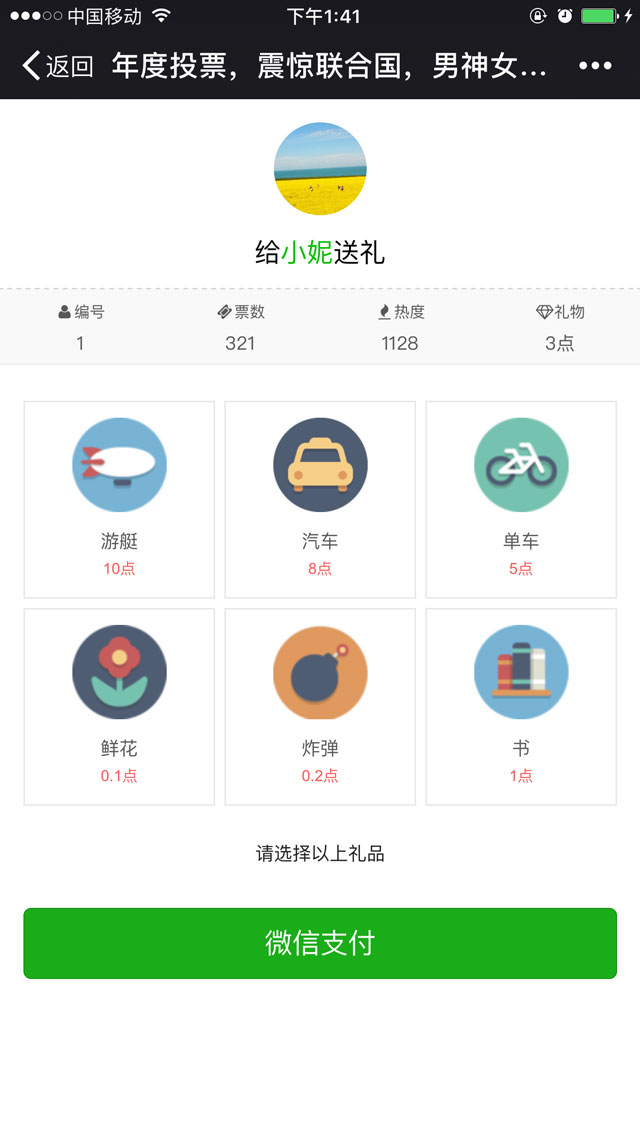 中国移动 下午1:41
返回 年度投票，震惊联合国，男神女...
给小妮送礼
编号 票数 热度 礼物
1 321 1128 3点
游艇 汽车 单车
10点 8点 5点
鲜花 炸弹 书
0.1点 0.2点 1点
请选择以上礼品
微信支付